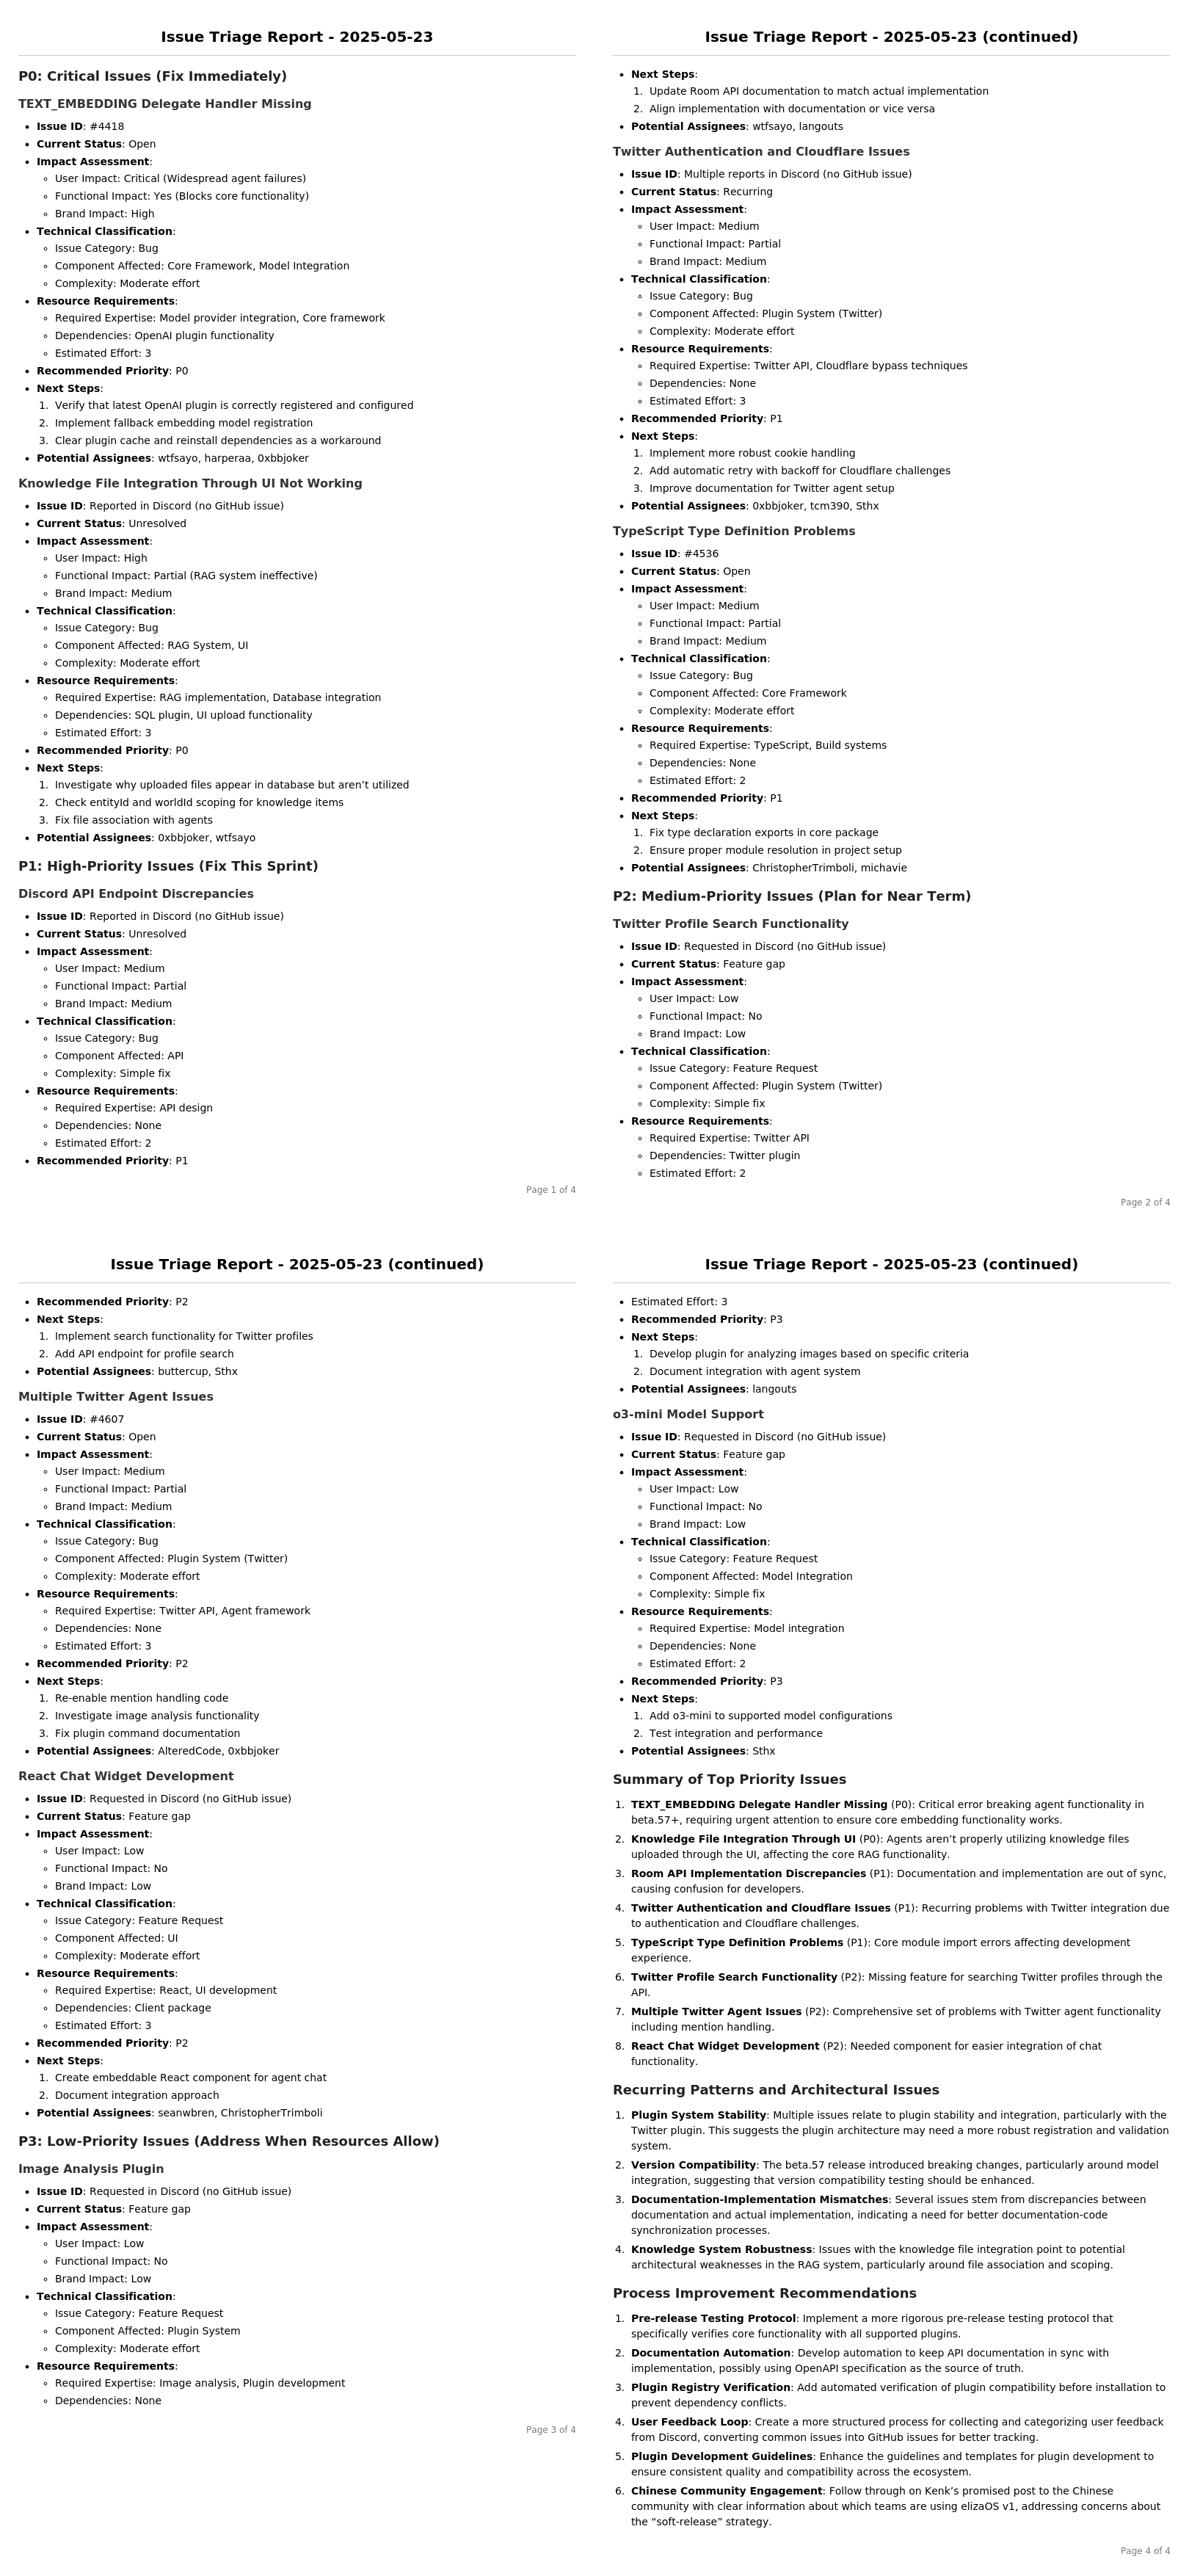 Issue Triage Report - 2025-05-23
P0: Critical Issues (Fix Immediately)
TEXT_EMBEDDING Delegate Handler Missing
• Issue ID: #4418
• Current Status: Open
• Impact Assessment:
◦ User Impact: Critical (Widespread agent failures)
◦ Functional Impact: Yes (Blocks core functionality)
◦ Brand Impact: High
• Technical Classification:
◦ Issue Category: Bug
◦ Component Affected: Core Framework, Model Integration
◦ Complexity: Moderate effort
• Resource Requirements:
◦ Required Expertise: Model provider integration, Core framework
◦ Dependencies: OpenAI plugin functionality
◦ Estimated Effort: 3
• Recommended Priority: P0
• Next Steps:
1. Verify that latest OpenAI plugin is correctly registered and configured
2. Implement fallback embedding model registration
3. Clear plugin cache and reinstall dependencies as a workaround
• Potential Assignees: wtfsayo, harperaa, 0xbbjoker
Knowledge File Integration Through UI Not Working
• Issue ID: Reported in Discord (no GitHub issue)
• Current Status: Unresolved
• Impact Assessment:
◦ User Impact: High
◦ Functional Impact: Partial (RAG system ineffective)
◦ Brand Impact: Medium
• Technical Classification:
◦ Issue Category: Bug
◦ Component Affected: RAG System, UI
◦ Complexity: Moderate effort
• Resource Requirements:
◦ Required Expertise: RAG implementation, Database integration
◦ Dependencies: SQL plugin, UI upload functionality
◦ Estimated Effort: 3
• Recommended Priority: P0
• Next Steps:
1. Investigate why uploaded files appear in database but aren’t utilized
2. Check entityId and worldId scoping for knowledge items
3. Fix file association with agents
• Potential Assignees: 0xbbjoker, wtfsayo
P1: High-Priority Issues (Fix This Sprint)
Discord API Endpoint Discrepancies
• Issue ID: Reported in Discord (no GitHub issue)
• Current Status: Unresolved
• Impact Assessment:
◦ User Impact: Medium
◦ Functional Impact: Partial
◦ Brand Impact: Medium
• Technical Classification:
◦ Issue Category: Bug
◦ Component Affected: API
◦ Complexity: Simple fix
• Resource Requirements:
◦ Required Expertise: API design
◦ Dependencies: None
◦ Estimated Effort: 2
• Recommended Priority: P1
Page 1 of 4
Issue Triage Report - 2025-05-23 (continued)
• Next Steps:
1. Update Room API documentation to match actual implementation
2. Align implementation with documentation or vice versa
• Potential Assignees: wtfsayo, langouts
Twitter Authentication and Cloudflare Issues
• Issue ID: Multiple reports in Discord (no GitHub issue)
• Current Status: Recurring
• Impact Assessment:
◦ User Impact: Medium
◦ Functional Impact: Partial
◦ Brand Impact: Medium
• Technical Classification:
◦ Issue Category: Bug
◦ Component Affected: Plugin System (Twitter)
◦ Complexity: Moderate effort
• Resource Requirements:
◦ Required Expertise: Twitter API, Cloudflare bypass techniques
◦ Dependencies: None
◦ Estimated Effort: 3
• Recommended Priority: P1
• Next Steps:
1. Implement more robust cookie handling
2. Add automatic retry with backoff for Cloudflare challenges
3. Improve documentation for Twitter agent setup
• Potential Assignees: 0xbbjoker, tcm390, Sthx
TypeScript Type Definition Problems
• Issue ID: #4536
• Current Status: Open
• Impact Assessment:
◦ User Impact: Medium
◦ Functional Impact: Partial
◦ Brand Impact: Medium
• Technical Classification:
◦ Issue Category: Bug
◦ Component Affected: Core Framework
◦ Complexity: Moderate effort
• Resource Requirements:
◦ Required Expertise: TypeScript, Build systems
◦ Dependencies: None
◦ Estimated Effort: 2
• Recommended Priority: P1
• Next Steps:
1. Fix type declaration exports in core package
2. Ensure proper module resolution in project setup
• Potential Assignees: ChristopherTrimboli, michavie
P2: Medium-Priority Issues (Plan for Near Term)
Twitter Profile Search Functionality
• Issue ID: Requested in Discord (no GitHub issue)
• Current Status: Feature gap
• Impact Assessment:
◦ User Impact: Low
◦ Functional Impact: No
◦ Brand Impact: Low
• Technical Classification:
◦ Issue Category: Feature Request
◦ Component Affected: Plugin System (Twitter)
◦ Complexity: Simple fix
• Resource Requirements:
◦ Required Expertise: Twitter API
◦ Dependencies: Twitter plugin
◦ Estimated Effort: 2
Page 2 of 4
Issue Triage Report - 2025-05-23 (continued)
• Recommended Priority: P2
• Next Steps:
1. Implement search functionality for Twitter profiles
2. Add API endpoint for profile search
• Potential Assignees: buttercup, Sthx
Multiple Twitter Agent Issues
• Issue ID: #4607
• Current Status: Open
• Impact Assessment:
◦ User Impact: Medium
◦ Functional Impact: Partial
◦ Brand Impact: Medium
• Technical Classification:
◦ Issue Category: Bug
◦ Component Affected: Plugin System (Twitter)
◦ Complexity: Moderate effort
• Resource Requirements:
◦ Required Expertise: Twitter API, Agent framework
◦ Dependencies: None
◦ Estimated Effort: 3
• Recommended Priority: P2
• Next Steps:
1. Re-enable mention handling code
2. Investigate image analysis functionality
3. Fix plugin command documentation
• Potential Assignees: AlteredCode, 0xbbjoker
React Chat Widget Development
• Issue ID: Requested in Discord (no GitHub issue)
• Current Status: Feature gap
• Impact Assessment:
◦ User Impact: Low
◦ Functional Impact: No
◦ Brand Impact: Low
• Technical Classification:
◦ Issue Category: Feature Request
◦ Component Affected: UI
◦ Complexity: Moderate effort
• Resource Requirements:
◦ Required Expertise: React, UI development
◦ Dependencies: Client package
◦ Estimated Effort: 3
• Recommended Priority: P2
• Next Steps:
1. Create embeddable React component for agent chat
2. Document integration approach
• Potential Assignees: seanwbren, ChristopherTrimboli
P3: Low-Priority Issues (Address When Resources Allow)
Image Analysis Plugin
• Issue ID: Requested in Discord (no GitHub issue)
• Current Status: Feature gap
• Impact Assessment:
◦ User Impact: Low
◦ Functional Impact: No
◦ Brand Impact: Low
• Technical Classification:
◦ Issue Category: Feature Request
◦ Component Affected: Plugin System
◦ Complexity: Moderate effort
• Resource Requirements:
◦ Required Expertise: Image analysis, Plugin development
◦ Dependencies: None
Page 3 of 4
Issue Triage Report - 2025-05-23 (continued)
• Estimated Effort: 3
• Recommended Priority: P3
• Next Steps:
1. Develop plugin for analyzing images based on specific criteria
2. Document integration with agent system
• Potential Assignees: langouts
o3-mini Model Support
• Issue ID: Requested in Discord (no GitHub issue)
• Current Status: Feature gap
• Impact Assessment:
◦ User Impact: Low
◦ Functional Impact: No
◦ Brand Impact: Low
• Technical Classification:
◦ Issue Category: Feature Request
◦ Component Affected: Model Integration
◦ Complexity: Simple fix
• Resource Requirements:
◦ Required Expertise: Model integration
◦ Dependencies: None
◦ Estimated Effort: 2
• Recommended Priority: P3
• Next Steps:
1. Add o3-mini to supported model configurations
2. Test integration and performance
• Potential Assignees: Sthx
Summary of Top Priority Issues
1. TEXT_EMBEDDING Delegate Handler Missing (P0): Critical error breaking agent functionality in
beta.57+, requiring urgent attention to ensure core embedding functionality works.
2. Knowledge File Integration Through UI (P0): Agents aren’t properly utilizing knowledge files
uploaded through the UI, affecting the core RAG functionality.
3. Room API Implementation Discrepancies (P1): Documentation and implementation are out of sync,
causing confusion for developers.
4. Twitter Authentication and Cloudflare Issues (P1): Recurring problems with Twitter integration due
to authentication and Cloudflare challenges.
5. TypeScript Type Definition Problems (P1): Core module import errors affecting development
experience.
6. Twitter Profile Search Functionality (P2): Missing feature for searching Twitter profiles through the
API.
7. Multiple Twitter Agent Issues (P2): Comprehensive set of problems with Twitter agent functionality
including mention handling.
8. React Chat Widget Development (P2): Needed component for easier integration of chat
functionality.
Recurring Patterns and Architectural Issues
1. Plugin System Stability: Multiple issues relate to plugin stability and integration, particularly with the
Twitter plugin. This suggests the plugin architecture may need a more robust registration and validation
system.
2. Version Compatibility: The beta.57 release introduced breaking changes, particularly around model
integration, suggesting that version compatibility testing should be enhanced.
3. Documentation-Implementation Mismatches: Several issues stem from discrepancies between
documentation and actual implementation, indicating a need for better documentation-code
synchronization processes.
4. Knowledge System Robustness: Issues with the knowledge file integration point to potential
architectural weaknesses in the RAG system, particularly around file association and scoping.
Process Improvement Recommendations
1. Pre-release Testing Protocol: Implement a more rigorous pre-release testing protocol that
specifically verifies core functionality with all supported plugins.
2. Documentation Automation: Develop automation to keep API documentation in sync with
implementation, possibly using OpenAPI specification as the source of truth.
3. Plugin Registry Verification: Add automated verification of plugin compatibility before installation to
prevent dependency conflicts.
4. User Feedback Loop: Create a more structured process for collecting and categorizing user feedback
from Discord, converting common issues into GitHub issues for better tracking.
5. Plugin Development Guidelines: Enhance the guidelines and templates for plugin development to
ensure consistent quality and compatibility across the ecosystem.
6. Chinese Community Engagement: Follow through on Kenk’s promised post to the Chinese
community with clear information about which teams are using elizaOS v1, addressing concerns about
the “soft-release” strategy.
Page 4 of 4